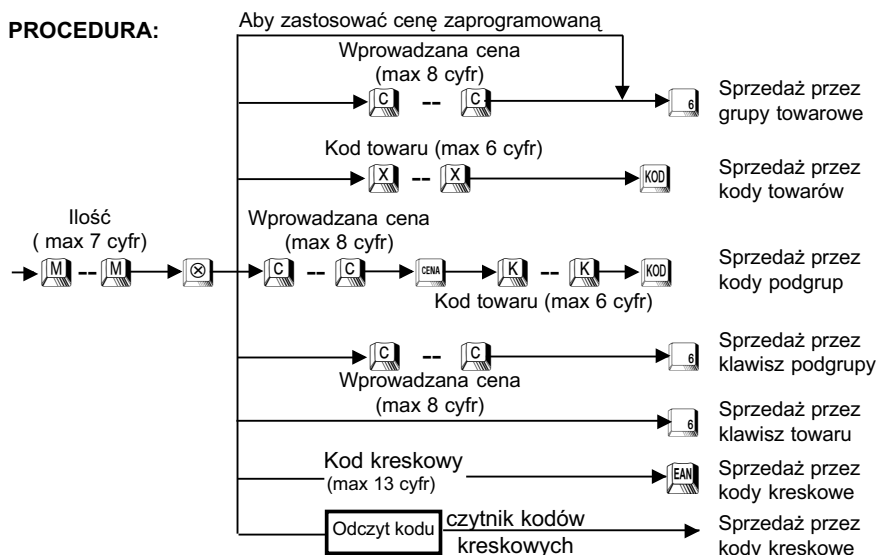 PROCEDURA:
Aby zastosować cenę zaprogramowaną
Wprowadzana cena
(max 8 cyfr)
C -- C 6
Sprzedaż przez
grupy towarowe
Kod towaru (max 6 cyfr)
X -- X KOD
Sprzedaż przez
kody towarów
Ilość
( max 7 cyfr)
M -- M ⊗
Wprowadzana cena
(max 8 cyfr)
C -- C CENA K -- K KOD
Kod towaru (max 6 cyfr)
Sprzedaż przez
kody podgrup
C -- C 6
Wprowadzana cena
(max 8 cyfr)
Sprzedaż przez
klawisz podgrupy
6
Sprzedaż przez
klawisz towaru
Kod kreskowy
(max 13 cyfr)
EAN
Sprzedaż przez
kody kreskowe
Odczyt kodu
czytnik kodów
kreskowych
Sprzedaż przez
kody kreskowe